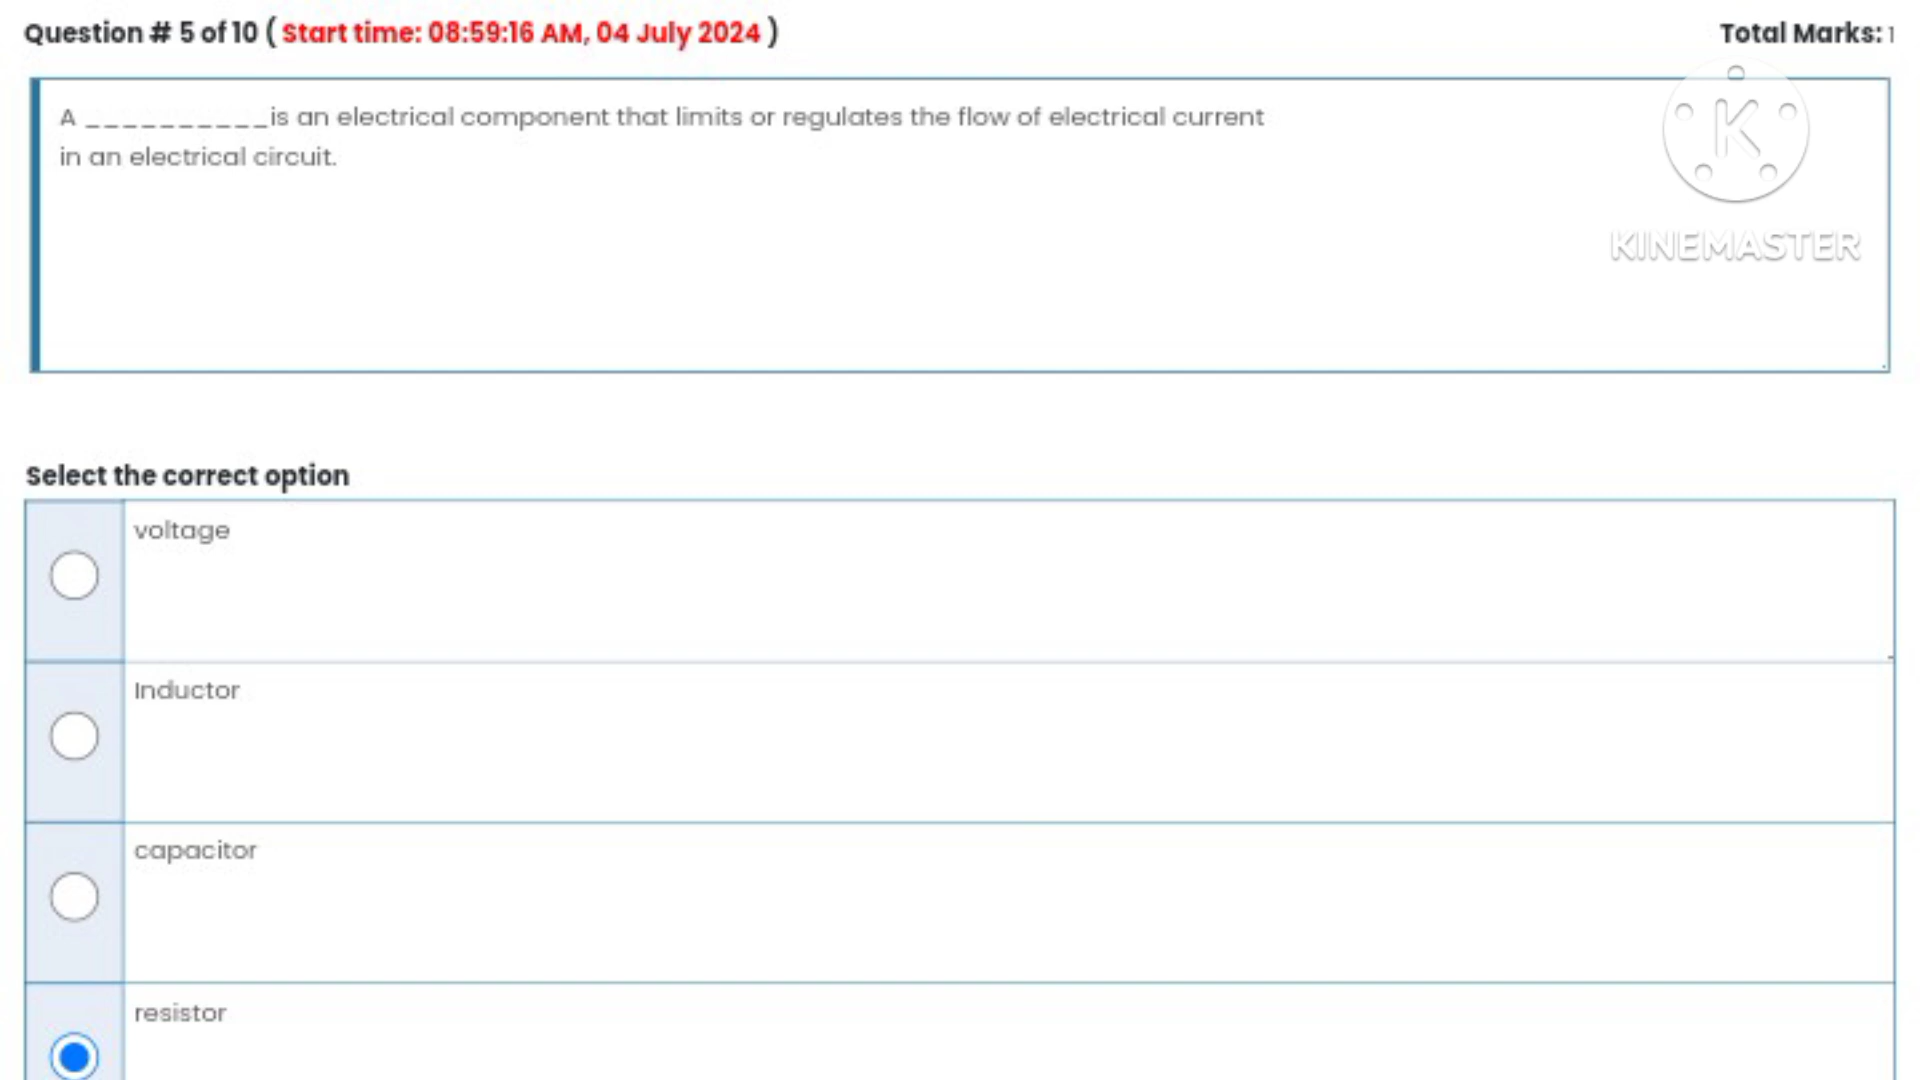 Question # 5 of 10 ( Start time: 08:59:16 AM, 04 July 2024 ) Total Marks: 1
A __________is an electrical component that limits or regulates the flow of electrical current
in an electrical circuit.
K
KINEMASTER
Select the correct option
voltage
Inductor
capacitor
resistor